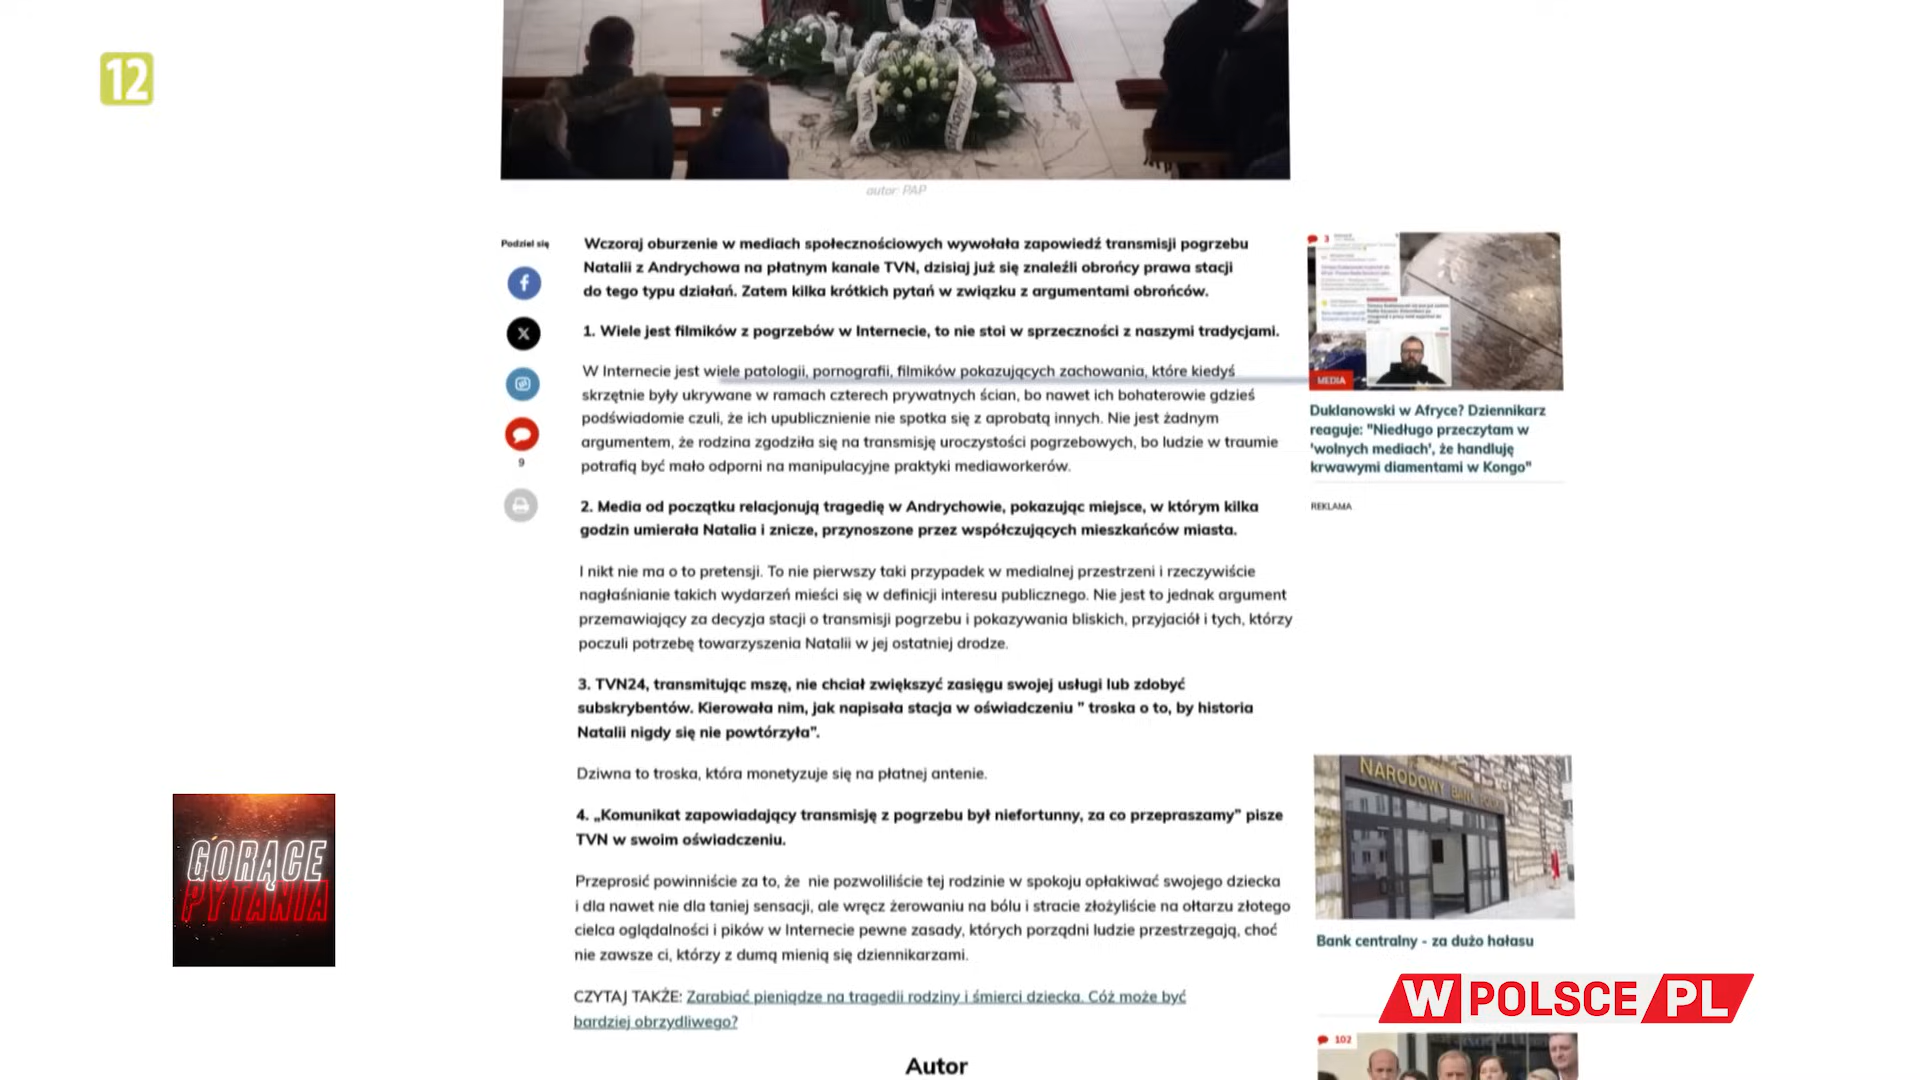 12
autor: PAP
Podziel się
9
Wczoraj oburzenie w mediach społecznościowych wywołała zapowiedź transmisji pogrzebu
Natalii z Andrychowa na płatnym kanale TVN, dzisiaj już się znaleźli obrońcy prawa stacji
do tego typu działań. Zatem kilka krótkich pytań w związku z argumentami obrońców.
1. Wiele jest filmików z pogrzebów w Internecie, to nie stoi w sprzeczności z naszymi tradycjami.
W Internecie jest wiele patologii, pornografii, filmików pokazujących zachowania, które kiedyś
skrzętnie były ukrywane w ramach czterech prywatnych ścian, bo nawet ich bohaterowie gdzieś
podświadomie czuli, że ich upublicznienie nie spotka się z aprobatą innych. Nie jest żadnym
argumentem, że rodzina zgodziła się na transmisję uroczystości pogrzebowych, bo ludzie w traumie
potrafią być mało odporni na manipulacyjne praktyki mediaworkerów.
2. Media od początku relacjonują tragedię w Andrychowie, pokazując miejsce, w którym kilka
godzin umierała Natalia i znicze, przynoszone przez współczujących mieszkańców miasta.
I nikt nie ma o to pretensji. To nie pierwszy taki przypadek w medialnej przestrzeni i rzeczywiście
nagłaśnianie takich wydarzeń mieści się w definicji interesu publicznego. Nie jest to jednak argument
przemawiający za decyzja stacji o transmisji pogrzebu i pokazywania bliskich, przyjaciół i tych, którzy
poczuli potrzebę towarzyszenia Natalii w jej ostatniej drodze.
3. TVN24, transmitując mszę, nie chciał zwiększyć zasięgu swojej usługi lub zdobyć
subskrybentów. Kierowała nim, jak napisała stacja w oświadczeniu " troska o to, by historia
Natalii nigdy się nie powtórzyła".
Dziwna to troska, która monetyzuje się na płatnej antenie.
4. „Komunikat zapowiadający transmisję z pogrzebu był niefortunny, za co przepraszamy” pisze
TVN w swoim oświadczeniu.
Przeprosić powinniście za to, że  nie pozwoliliście tej rodzinie w spokoju opłakiwać swojego dziecka
i dla nawet nie dla taniej sensacji, ale wręcz żerowaniu na bólu i stracie złożyliście na ołtarzu złotego
cielca oglądalności i pików w Internecie pewne zasady, których porządni ludzie przestrzegają, choć
nie zawsze ci, którzy z dumą mienią się dziennikarzami.
CZYTAJ TAKŻE: Zarabiać pieniądze na tragedii rodziny i śmierci dziecka. Cóż może być
bardziej obrzydliwego?
Autor
3
MEDIA
Duklanowski w Afryce? Dziennikarz
reaguje: "Niedługo przeczytam w
'wolnych mediach', że handluję
krwawymi diamentami w Kongo"
REKLAMA
NARODOWY BANK POLSKI
Bank centralny - za dużo hałasu
102
GORĄCE
PYTANIA
WPOLSCE PL